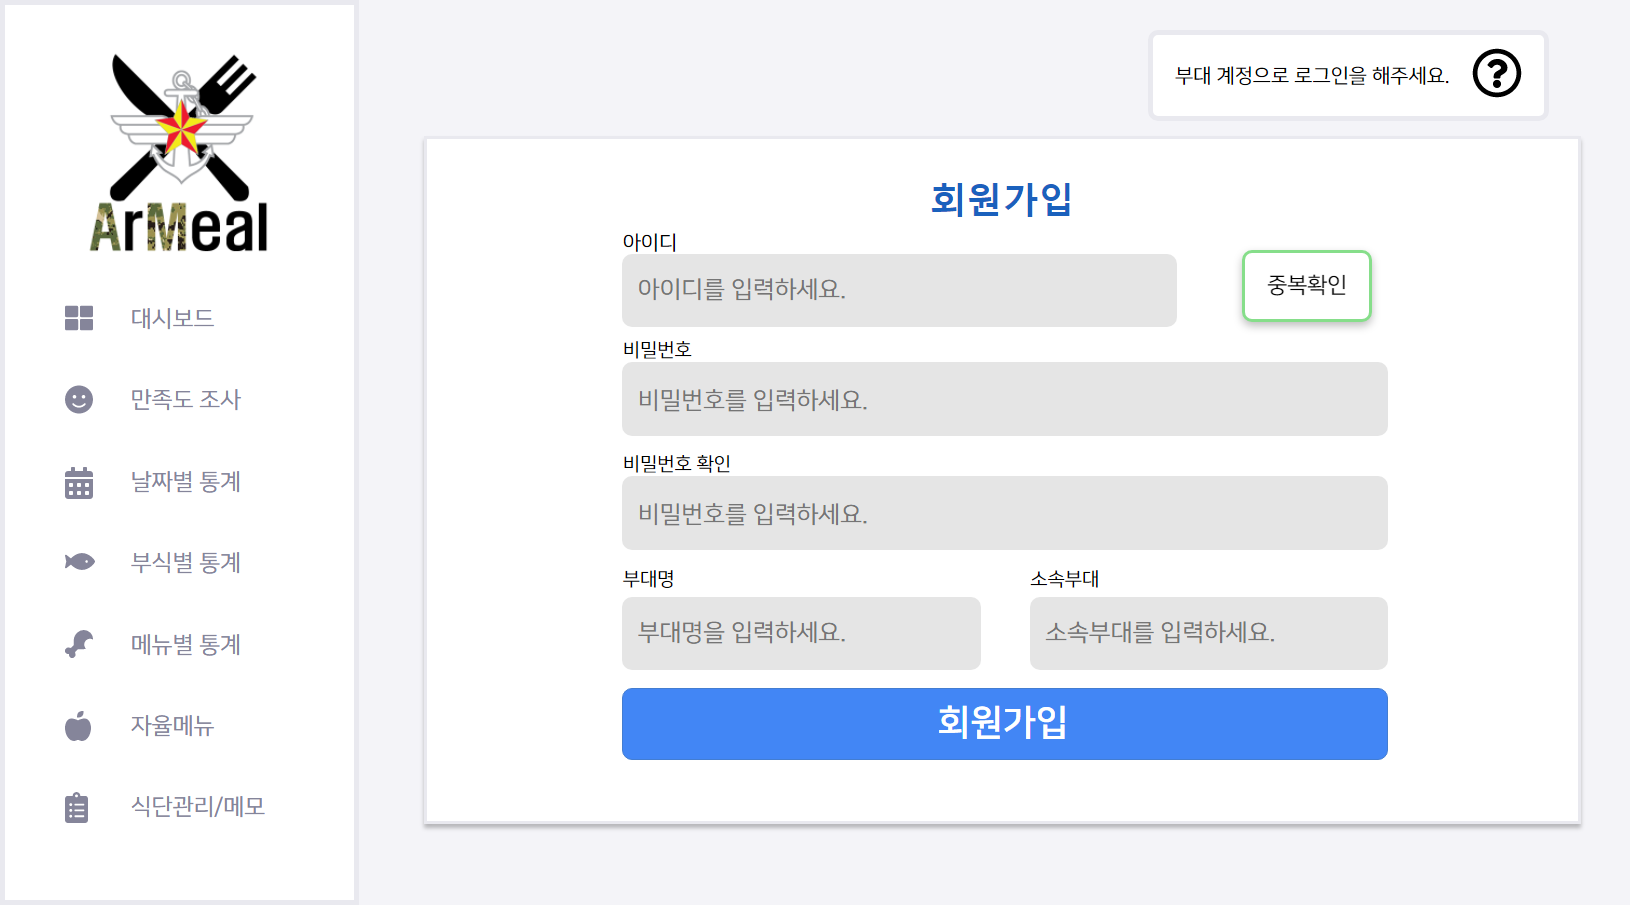 ArMeal
대시보드
만족도 조사
날짜별 통계
부식별 통계
메뉴별 통계
자율메뉴
식단관리/메모
부대 계정으로 로그인을 해주세요.
회원가입
아이디
아이디를 입력하세요.
중복확인
비밀번호
비밀번호를 입력하세요.
비밀번호 확인
비밀번호를 입력하세요.
부대명
소속부대
부대명을 입력하세요.
소속부대를 입력하세요.
회원가입